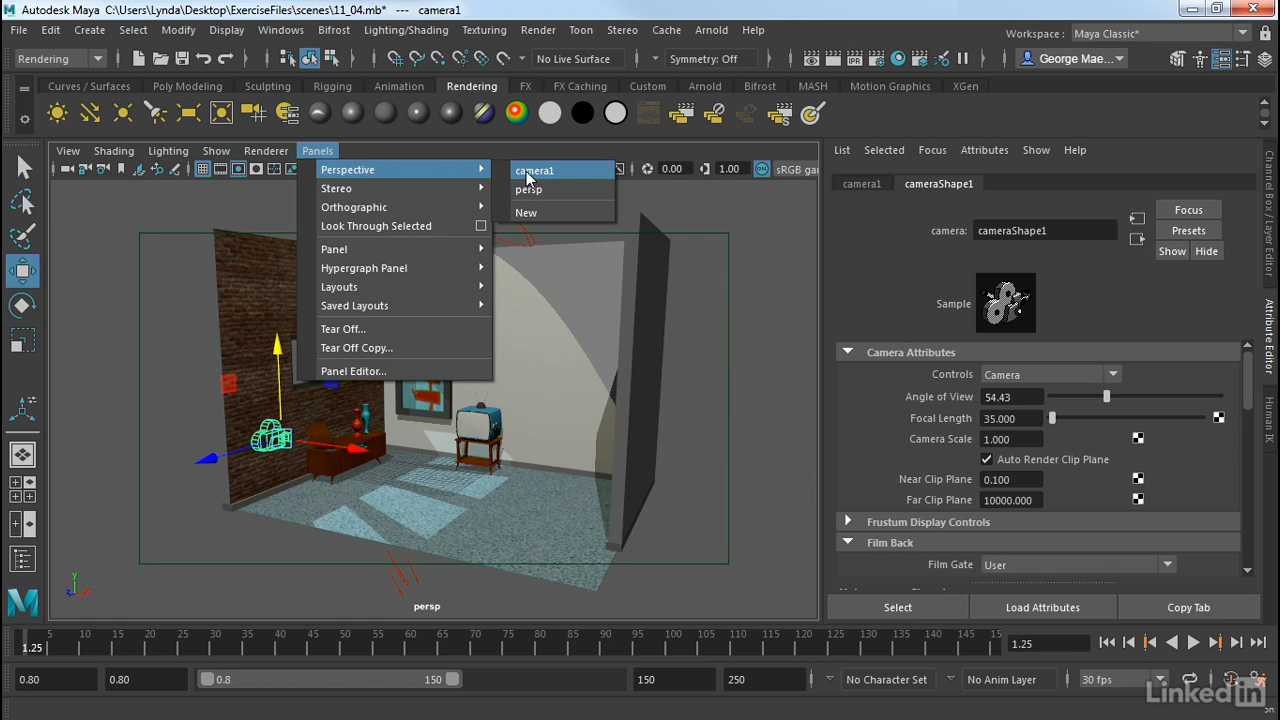 Autodesk Maya C:\Users\Lynda\Desktop\ExerciseFiles\scenes\11_04.mb* --- camera1
File Edit Create Select Modify Display Windows Bifrost Lighting/Shading Texturing Render Toon Stereo Cache Arnold Help
Workspace : Maya Classic*
Rendering
No Live Surface
Symmetry: Off
George Mae...
Curves / Surfaces Poly Modeling Sculpting Rigging Animation Rendering FX FX Caching Custom Arnold Bifrost MASH Motion Graphics XGen
IPR
View Shading Lighting Show Renderer Panels
0.00 1.00 sRGB gar
Perspective
Stereo
Orthographic
Look Through Selected
Panel
Hypergraph Panel
Layouts
Saved Layouts
Tear Off...
Tear Off Copy...
Panel Editor...
camera1
persp
New
y
persp
List Selected Focus Attributes Show Help
camera1 cameraShape1
camera: cameraShape1
Focus
Presets
Show Hide
Sample
Camera Attributes
Controls Camera
Angle of View 54.43
Focal Length 35.000
Camera Scale 1.000
Auto Render Clip Plane
Near Clip Plane 0.100
Far Clip Plane 10000.000
Frustum Display Controls
Film Back
Film Gate User
Select Load Attributes Copy Tab
Channel Box / Layer Editor
Attribute Editor
Human IK
5 10 15 20 25 30 35 40 45 50 55 60 65 70 75 80 85 90 95 100 105 110 115 120 125 130 135 140 145 15
1.25
1.25
0.80 0.80 0.8 150 150 250 No Character Set No Anim Layer 30 fps
LinkedIn